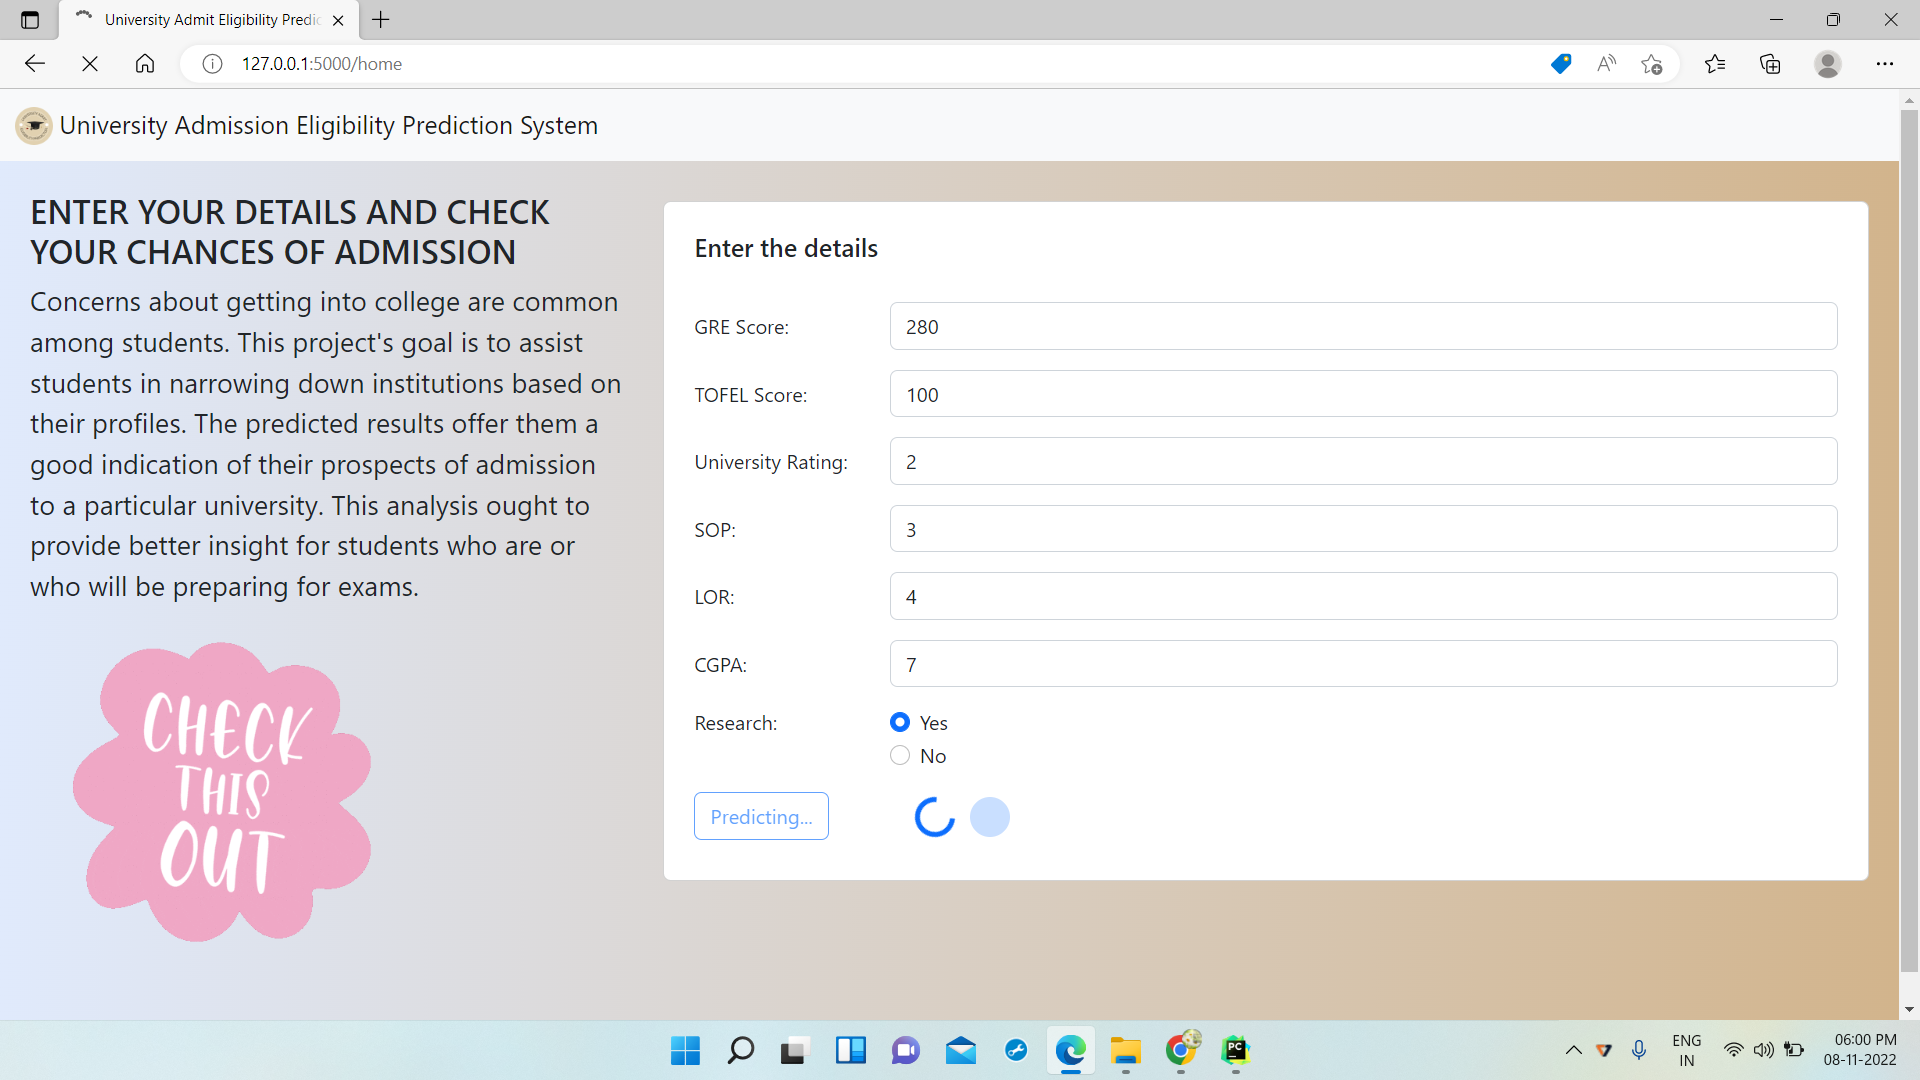 University Admit Eligibility Predic
127.0.0.1:5000/home
University Admission Eligibility Prediction System
ENTER YOUR DETAILS AND CHECK
YOUR CHANCES OF ADMISSION
Concerns about getting into college are common
among students. This project's goal is to assist
students in narrowing down institutions based on
their profiles. The predicted results offer them a
good indication of their prospects of admission
to a particular university. This analysis ought to
provide better insight for students who are or
who will be preparing for exams.
CHECK
THIS
OUT
Enter the details
GRE Score: 280
TOFEL Score: 100
University Rating: 2
SOP: 3
LOR: 4
CGPA: 7
Research: Yes
No
Predicting...
PC
ENG
IN
06:00 PM
08-11-2022